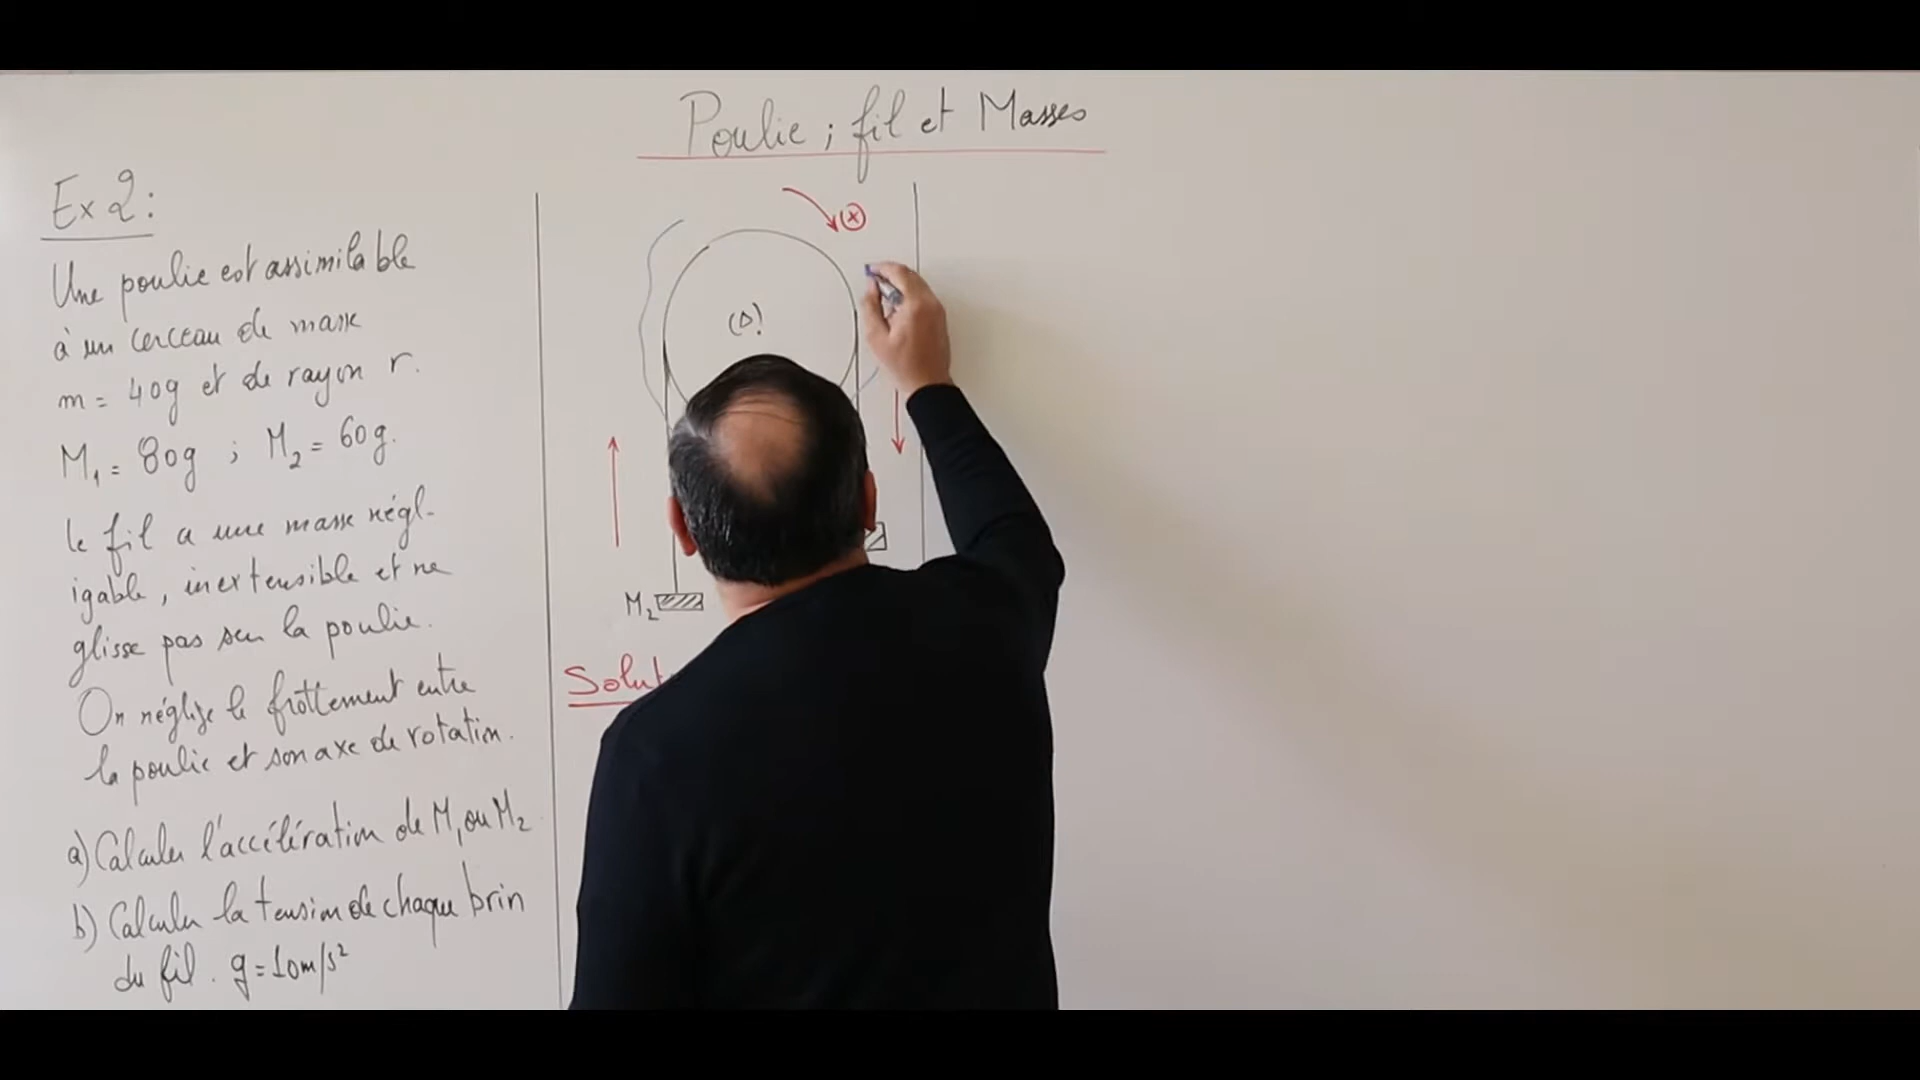 Poulie ; fil et Masses
Ex 2 :
Une poulie est assimilable
à un cerceau de masse
m = 40g et de rayon r.
M₁ = 80g ; M₂ = 60g.
le fil a une masse négl-
igable, inextensible et ne
glisse pas sur la poulie.
On néglige le frottement entre
la poulie et son axe de rotation.
a) Calculer l'accélération de M₁ ou M₂
b) Calculer la tension de chaque brin
du fil. g = 10m/s²
(+)
(Δ)
M₂
Solut